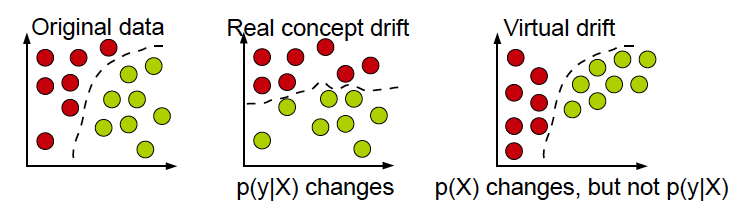 Original data
Real concept drift
Virtual drift
p(y|X) changes
p(X) changes, but not p(y|X)